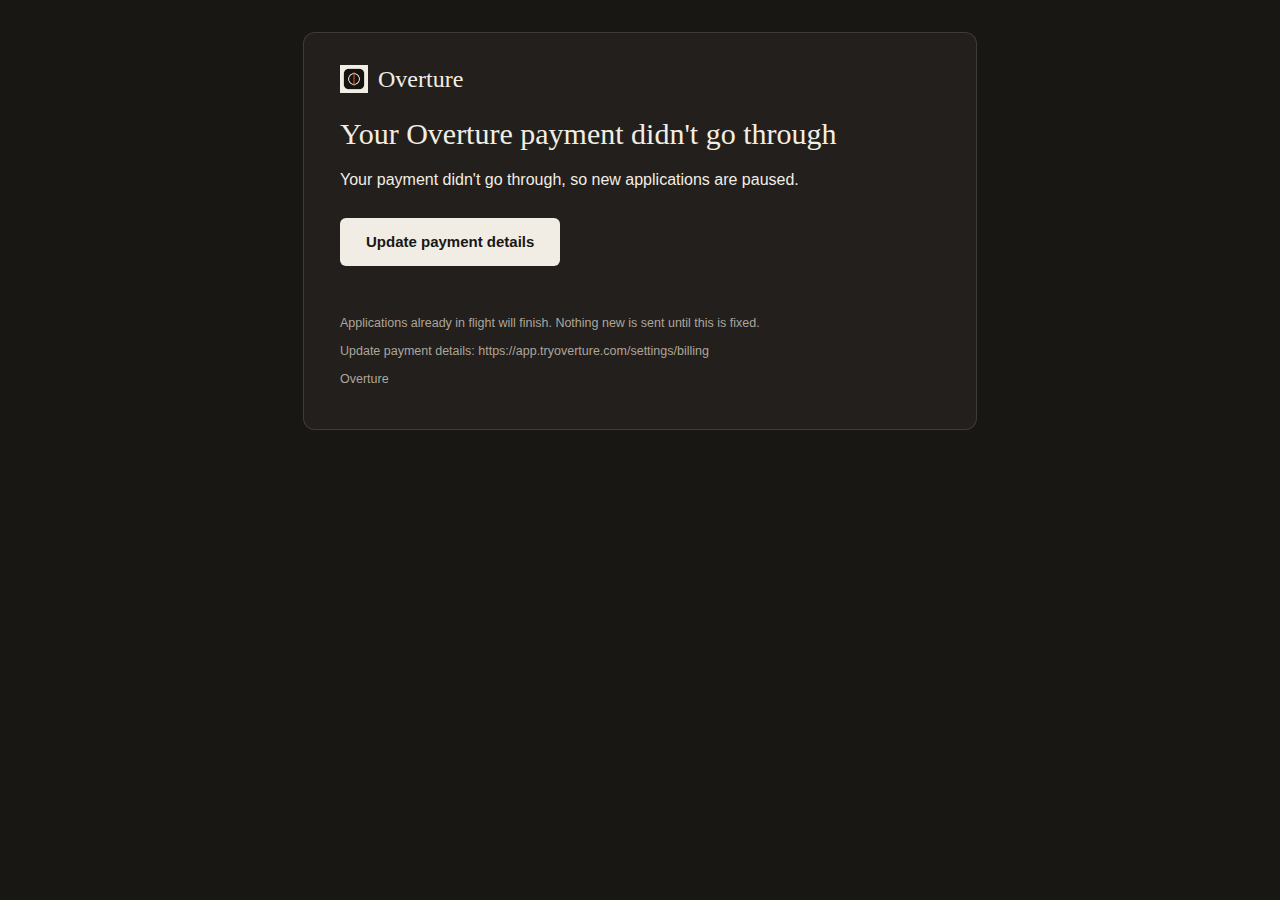 Overture
Your Overture payment didn't go through
Your payment didn't go through, so new applications are paused.
Update payment details
Applications already in flight will finish. Nothing new is sent until this is fixed.
Update payment details: https://app.tryoverture.com/settings/billing
Overture